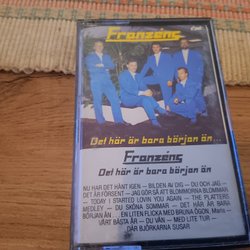 Franzéns
Det här är bara början än...
Franzéns
Det här är bara början än
NU HAR DET HÄNT IGEN – BILDEN AV DIG – DU OCH JAG –
DET ÄR FÖRSENT – JAG GÖR SÅ ATT BLOMMORNA BLOMMAR
– TODAY I STARTED LOVIN YOU AGAIN – THE PLATTERS
MEDLEY – DU SKÖNA SOMMAR – DET HÄR ÄR BARA
BÖRJAN ÄN – EN LITEN FLICKA MED BRUNA ÖGON, Maria –
VÅRT BÄSTA ÅR – DU VÄN – MED LITE TUR –
DÄR BJÖRKARNA SUSAR